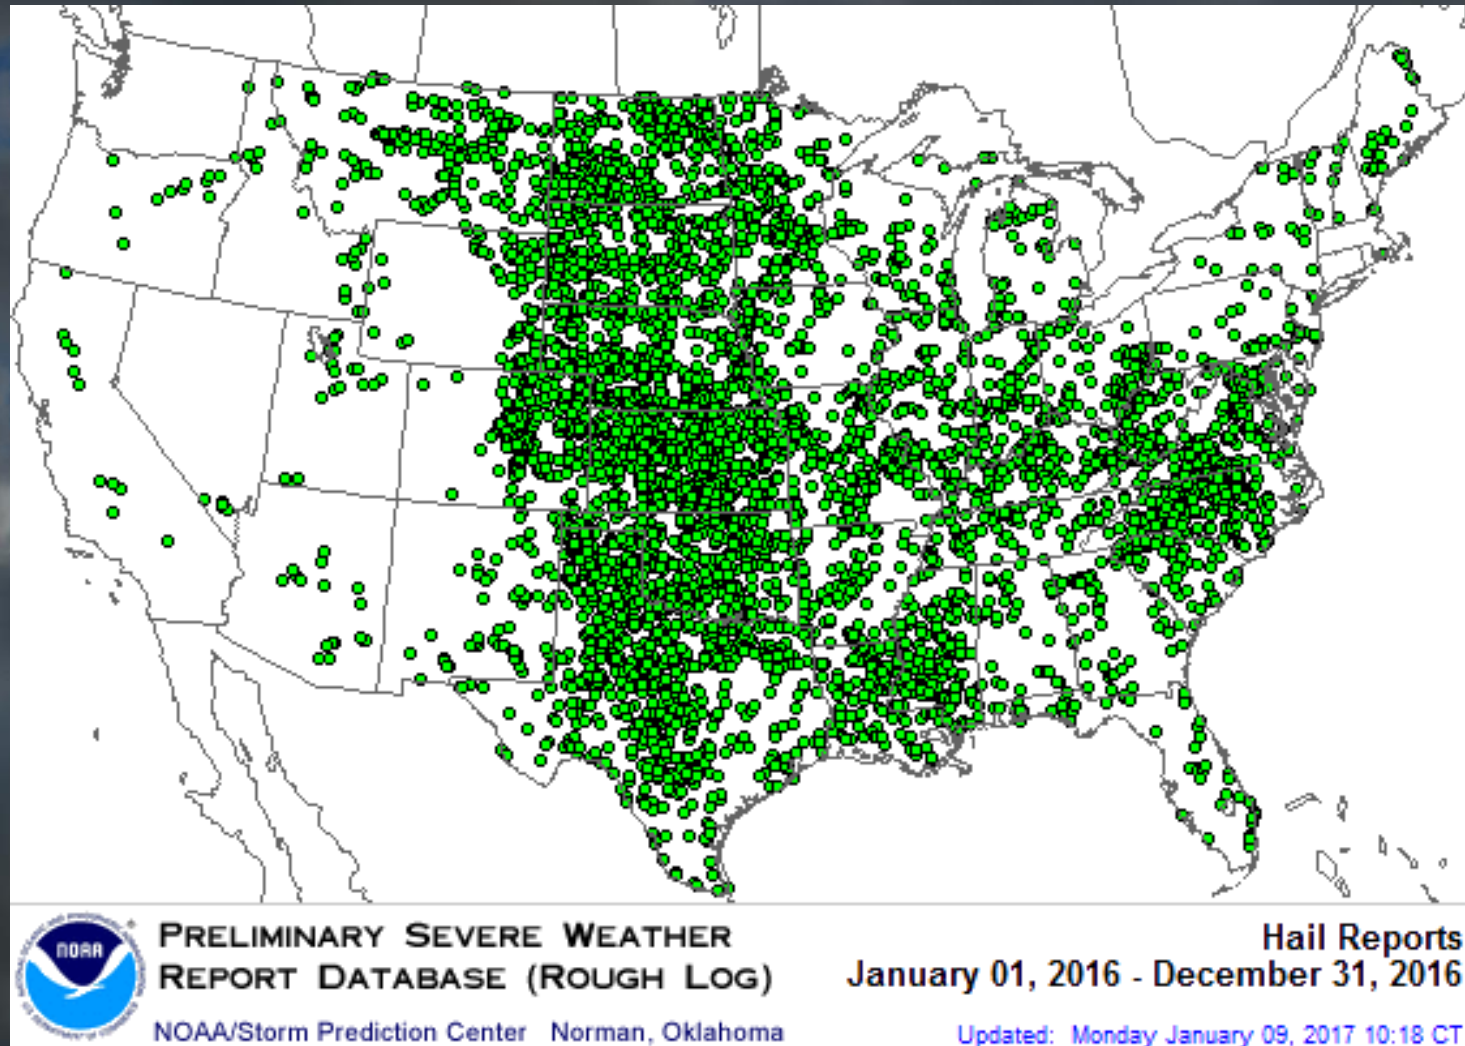 NOAA
PRELIMINARY SEVERE WEATHER
REPORT DATABASE (ROUGH LOG)
NOAA/Storm Prediction Center Norman, Oklahoma
Hail Reports
January 01, 2016 - December 31, 2016
Updated: Monday January 09, 2017 10:18 CT